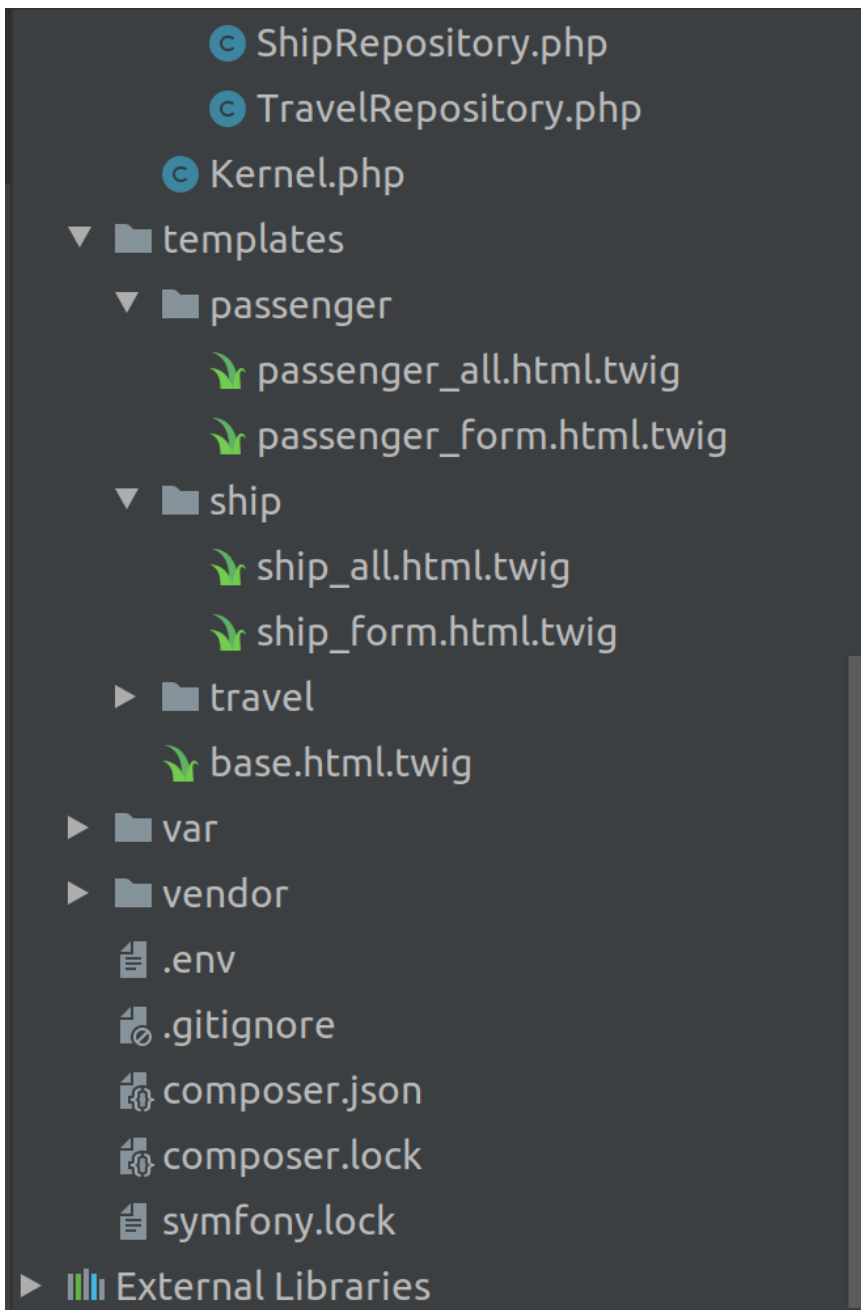 ShipRepository.php
TravelRepository.php
Kernel.php
templates
passenger
passenger_all.html.twig
passenger_form.html.twig
ship
ship_all.html.twig
ship_form.html.twig
travel
base.html.twig
var
vendor
.env
.gitignore
composer.json
composer.lock
symfony.lock
External Libraries